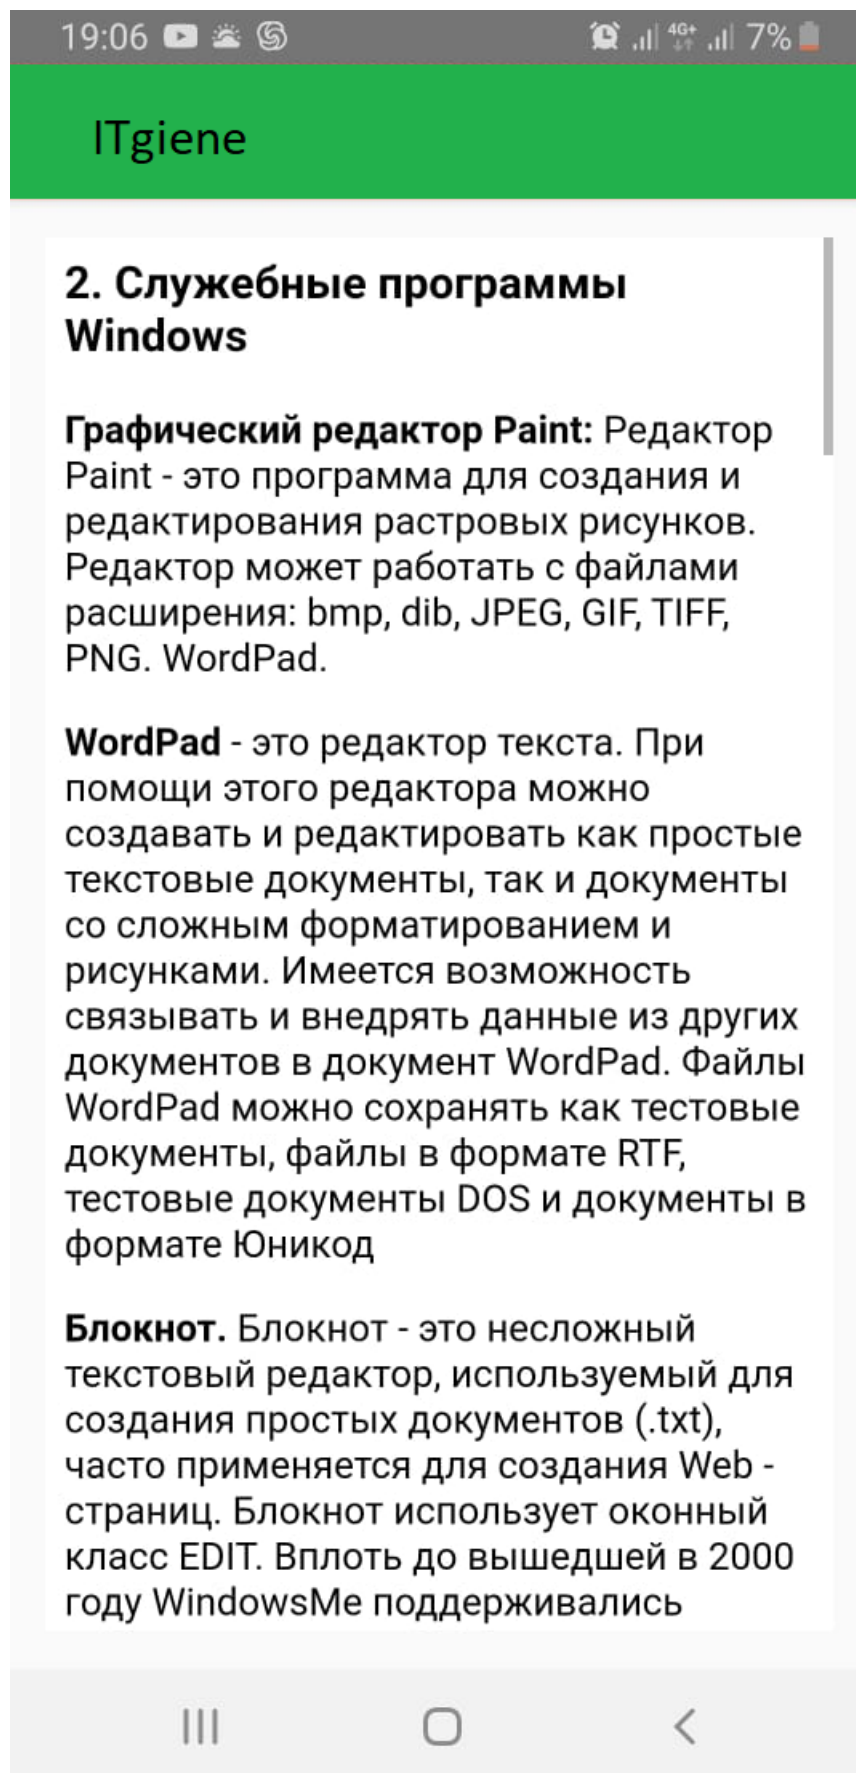 19:06 4G+ 7%
ITgiene
2. Служебные программы
Windows
Графический редактор Paint: Редактор
Paint - это программа для создания и
редактирования растровых рисунков.
Редактор может работать с файлами
расширения: bmp, dib, JPEG, GIF, TIFF,
PNG. WordPad.
WordPad - это редактор текста. При
помощи этого редактора можно
создавать и редактировать как простые
текстовые документы, так и документы
со сложным форматированием и
рисунками. Имеется возможность
связывать и внедрять данные из других
документов в документ WordPad. Файлы
WordPad можно сохранять как тестовые
документы, файлы в формате RTF,
тестовые документы DOS и документы в
формате Юникод
Блокнот. Блокнот - это несложный
текстовый редактор, используемый для
создания простых документов (.txt),
часто применяется для создания Web -
страниц. Блокнот использует оконный
класс EDIT. Вплоть до вышедшей в 2000
году WindowsMe поддерживались